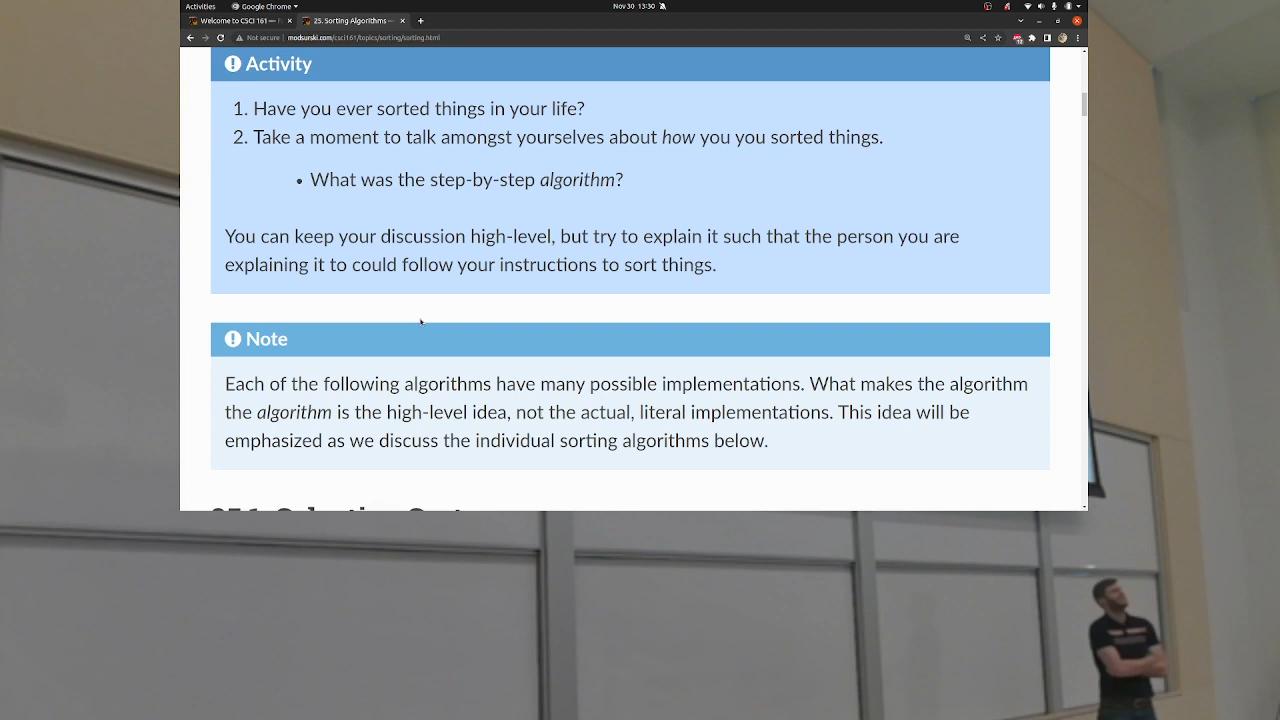 Activities
Google Chrome
Nov 30 13:30
Welcome to CSCI 161 —
25. Sorting Algorithms —
Not secure | modsurski.com/csci161/topics/sorting/sorting.html
Activity
1. Have you ever sorted things in your life?
2. Take a moment to talk amongst yourselves about how you you sorted things.
• What was the step-by-step algorithm?
You can keep your discussion high-level, but try to explain it such that the person you are
explaining it to could follow your instructions to sort things.
Note
Each of the following algorithms have many possible implementations. What makes the algorithm
the algorithm is the high-level idea, not the actual, literal implementations. This idea will be
emphasized as we discuss the individual sorting algorithms below.